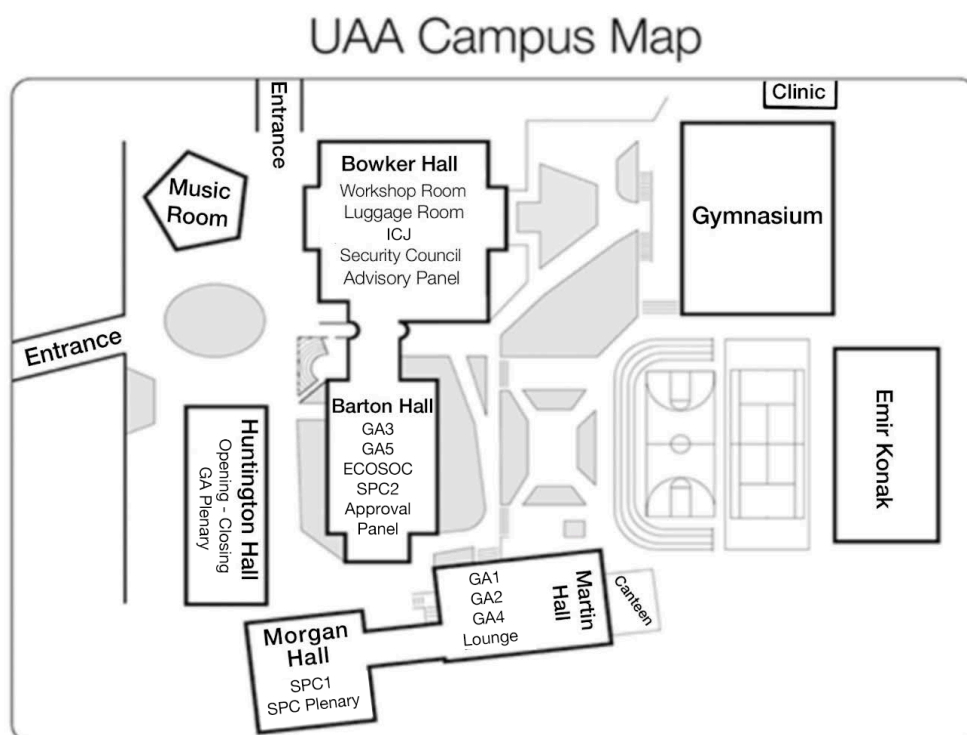 UAA Campus Map
Entrance
Clinic
Music
Room
Bowker Hall
Workshop Room
Luggage Room
ICJ
Security Council
Advisory Panel
Gymnasium
Entrance
Barton Hall
GA3
GA5
ECOSOC
SPC2
Approval
Panel
Huntington Hall
Opening - Closing
GA Plenary
Emir Konak
GA1
GA2
GA4
Lounge
Martin
Hall
Canteen
Morgan
Hall
SPC1
SPC Plenary